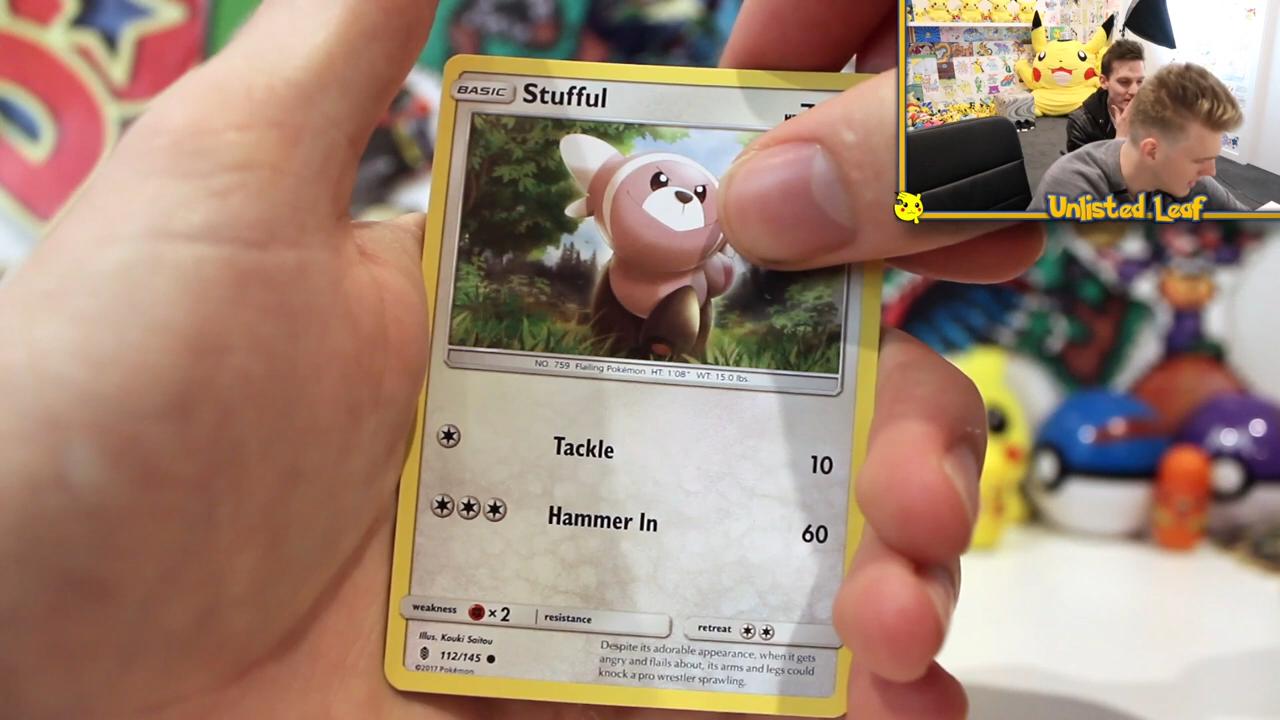 BASIC Stufful
NO. 759 Flailing Pokémon HT: 1'08" WT: 15.0 lbs.
Tackle 10
Hammer In 60
weakness ×2 resistance retreat
Illus. Kouki Saitou
112/145
©2017 Pokémon
Despite its adorable appearance, when it gets
angry and flails about, its arms and legs could
knock a pro wrestler sprawling.
Unlisted Leaf